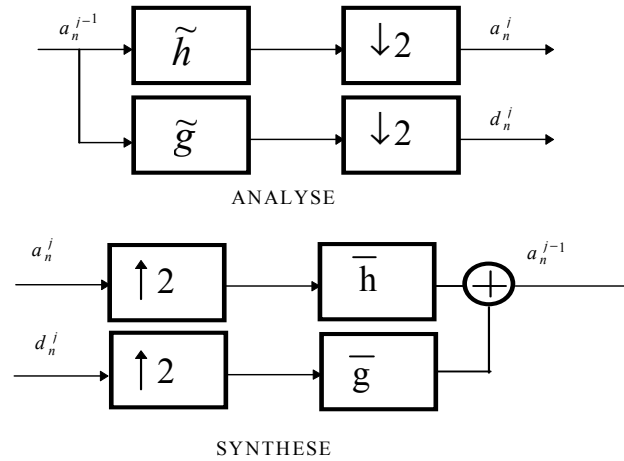 a_n^{j-1} h̃ ↓2 a_n^j
g̃ ↓2 d_n^j
ANALYSE
a_n^j ↑2 h̅ + a_n^{j-1}
d_n^j ↑2 g̅
SYNTHESE